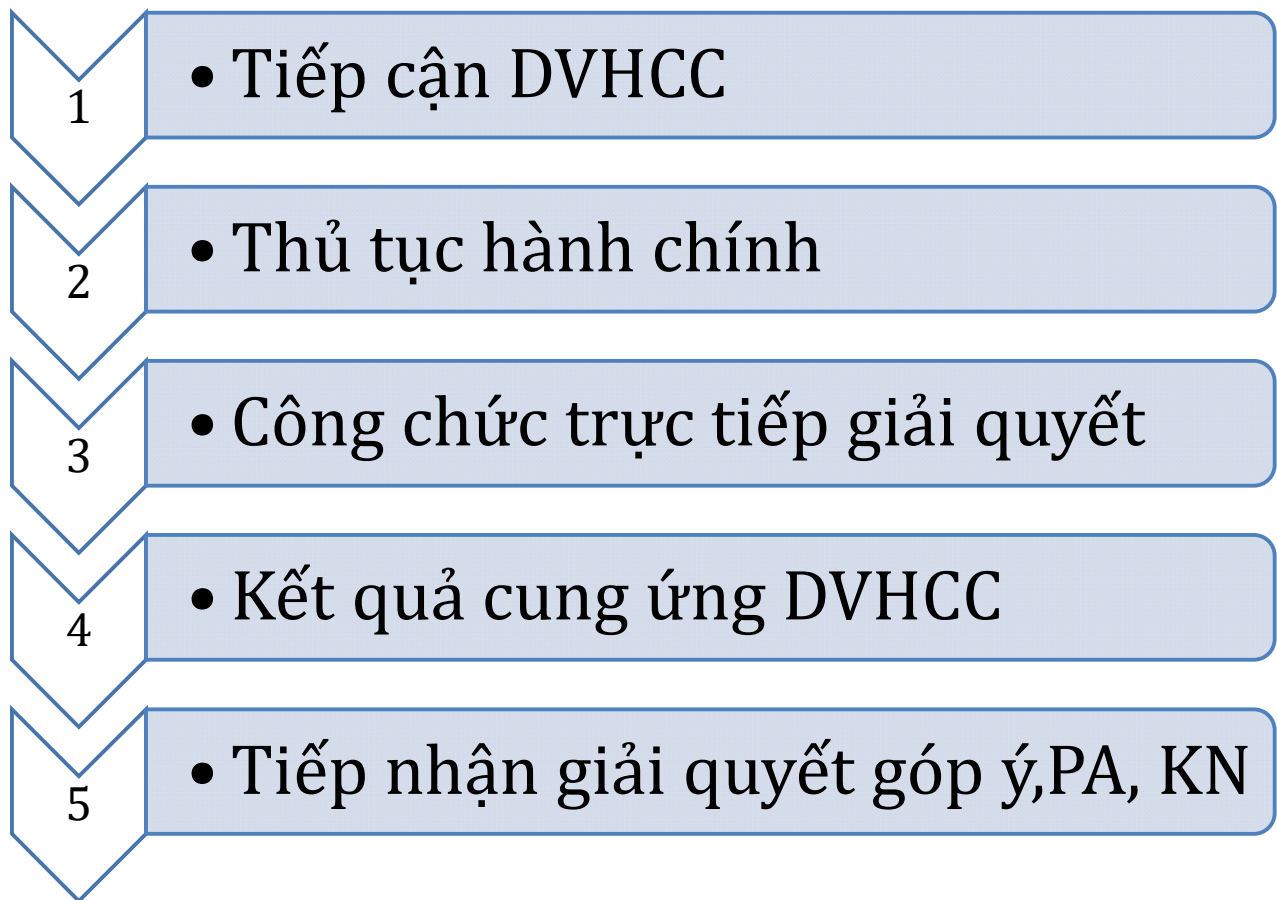 1
• Tiếp cận DVHCC
2
• Thủ tục hành chính
3
• Công chức trực tiếp giải quyết
4
• Kết quả cung ứng DVHCC
5
• Tiếp nhận giải quyết góp ý,PA, KN